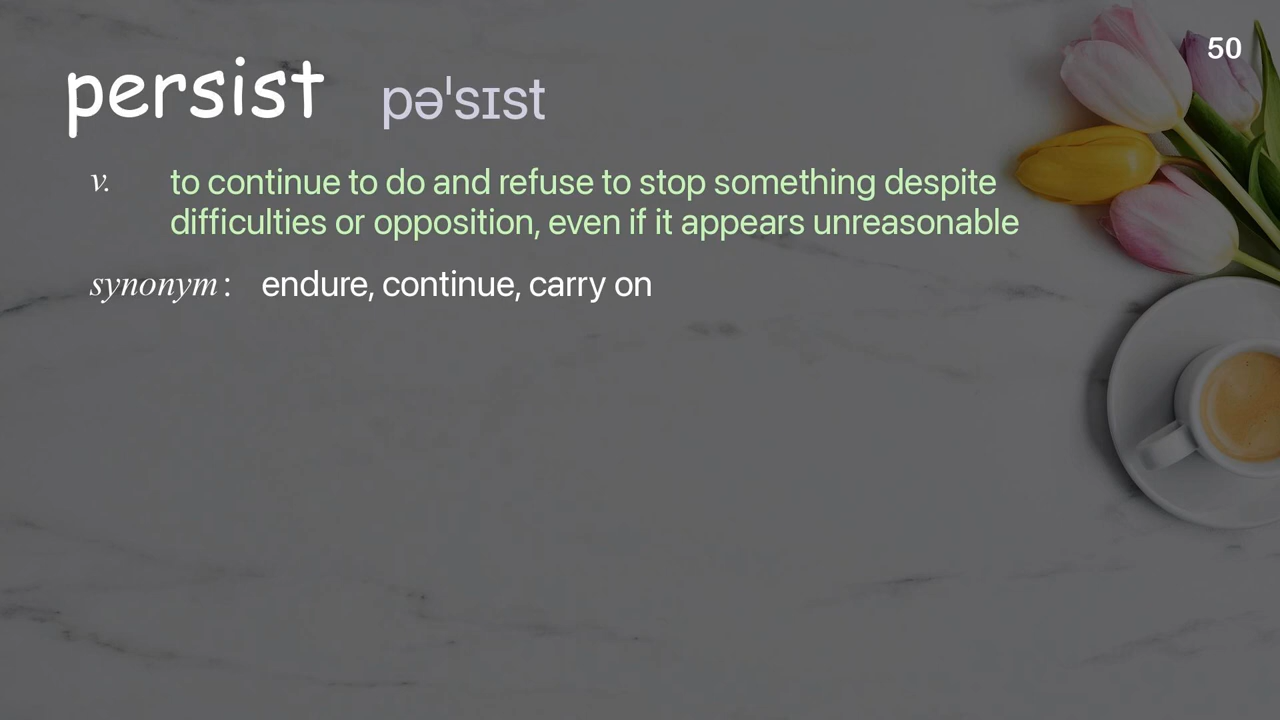 50
persist pəˈsɪst
v. to continue to do and refuse to stop something despite
difficulties or opposition, even if it appears unreasonable
synonym : endure, continue, carry on